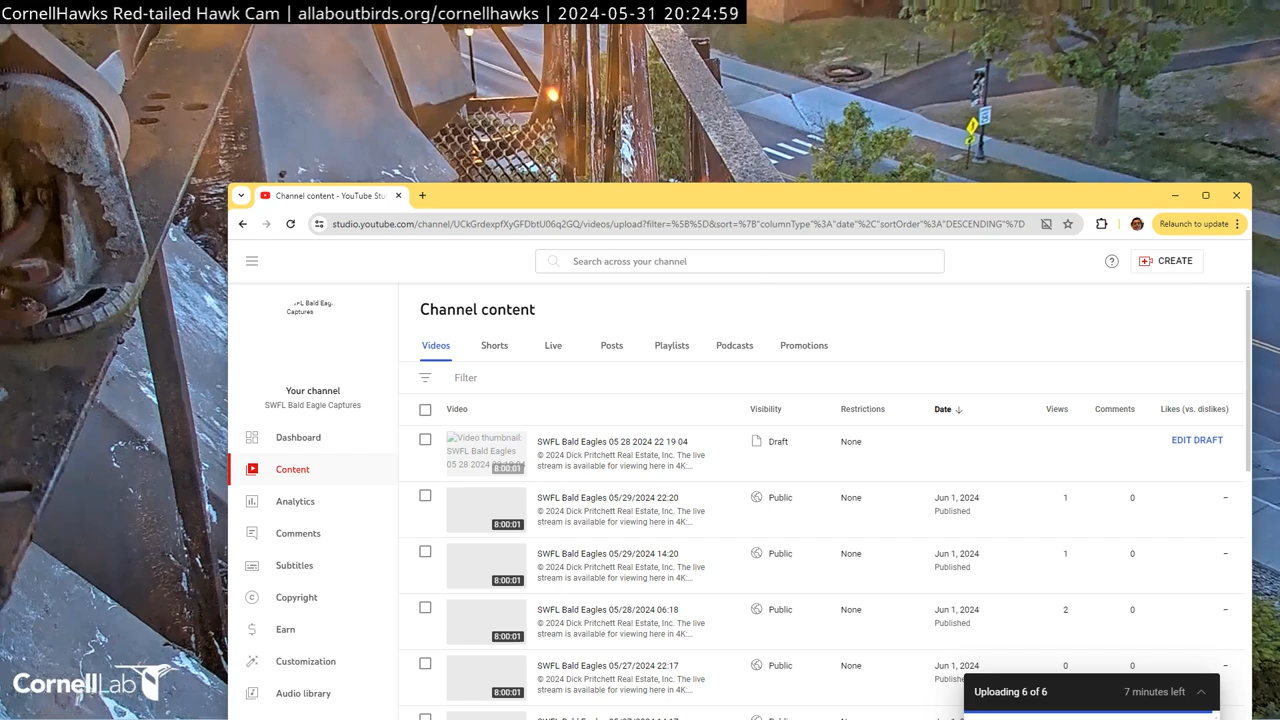 CornellHawks Red-tailed Hawk Cam | allaboutbirds.org/cornellhawks | 2024-05-31 20:24:59
Channel content - YouTube Stu
studio.youtube.com/channel/UCkGrdexpfXyGFDbtU06q2GQ/videos/upload?filter=%5B%5D&sort=%7B"columnType"%3A"date"%2C"sortOrder"%3A"DESCENDING"%7D
Relaunch to update
Search across your channel
CREATE
Bald Eag-
Captures
Your channel
SWFL Bald Eagle Captures
Dashboard
Content
Analytics
Comments
Subtitles
Copyright
Earn
Customization
Audio library
Channel content
Videos Shorts Live Posts Playlists Podcasts Promotions
Filter
Video Visibility Restrictions Date Views Comments Likes (vs. dislikes)
Video thumbnail:
SWFL Bald Eagles
05 28 2024
8:00:01
SWFL Bald Eagles 05 28 2024 22 19 04
© 2024 Dick Pritchett Real Estate, Inc. The live
stream is available for viewing here in 4K:...
Draft None EDIT DRAFT
8:00:01
SWFL Bald Eagles 05/29/2024 22:20
© 2024 Dick Pritchett Real Estate, Inc. The live
stream is available for viewing here in 4K:...
Public None Jun 1, 2024 1 0 –
Published
8:00:01
SWFL Bald Eagles 05/29/2024 14:20
© 2024 Dick Pritchett Real Estate, Inc. The live
stream is available for viewing here in 4K:...
Public None Jun 1, 2024 1 0 –
Published
8:00:01
SWFL Bald Eagles 05/28/2024 06:18
© 2024 Dick Pritchett Real Estate, Inc. The live
stream is available for viewing here in 4K:...
Public None Jun 1, 2024 2 0 –
Published
8:00:01
SWFL Bald Eagles 05/27/2024 22:17
© 2024 Dick Pritchett Real Estate, Inc. The live
stream is available for viewing here in 4K:...
Public None Jun 1, 2024 0 0 –
Uploading 6 of 6 7 minutes left
CornellLab